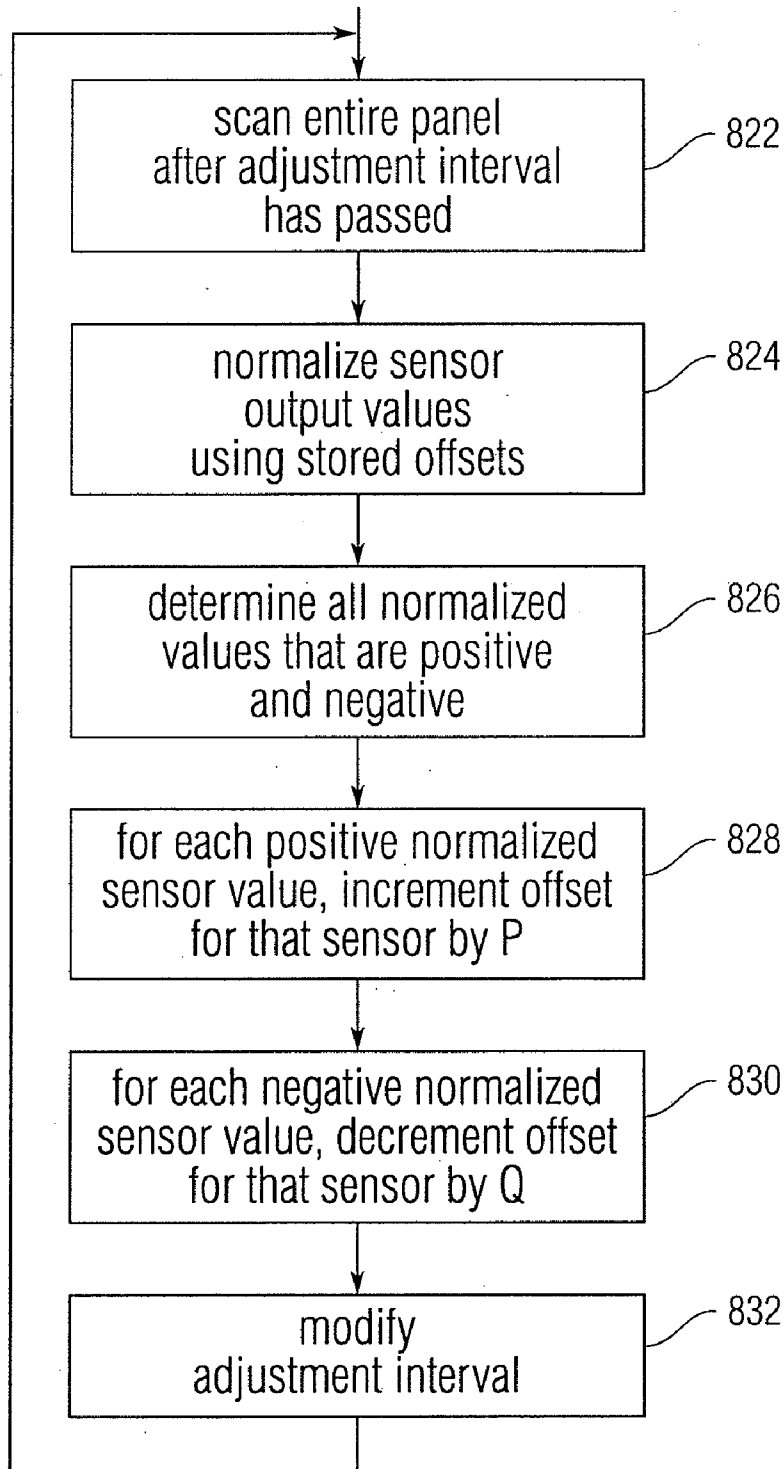 scan entire panel
after adjustment interval
has passed
822
normalize sensor
output values
using stored offsets
824
determine all normalized
values that are positive
and negative
826
for each positive normalized
sensor value, increment offset
for that sensor by P
828
for each negative normalized
sensor value, decrement offset
for that sensor by Q
830
modify
adjustment interval
832